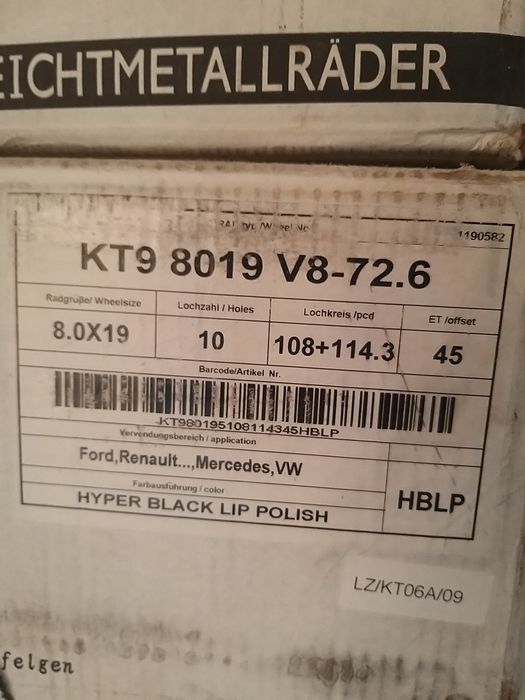 EICHTMETALLRÄDER
1190582
KT9 8019 V8-72.6
Radgrüße/ Wheelsize
Lochzahl / Holes
Lochkreis /pcd
ET /offset
8.0X19
10
108+114.3
45
Barcode/Artikel Nr.
KT980195108114345HBLP
Verwendungsbereich / application
Ford,Renault...,Mercedes,VW
HBLP
Farbausführung / color
HYPER BLACK LIP POLISH
LZ/KT06A/09
felgen